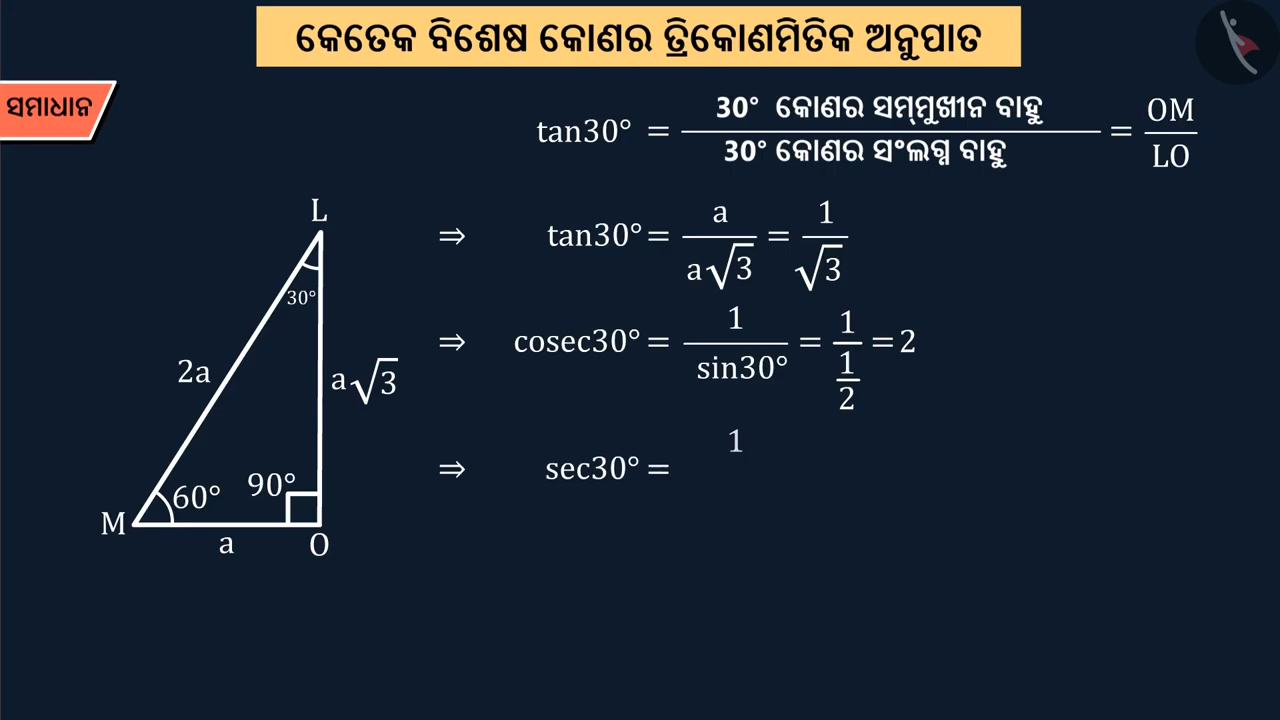 କେତେକ ବିଶେଷ କୋଣର ତ୍ରିକୋଣମିତିକ ଅନୁପାତ
ସମାଧାନ
tan30° = 30° କୋଣର ସମ୍ମୁଖୀନ ବାହୁ / 30° କୋଣର ସଂଲଗ୍ନ ବାହୁ = OM / LO
⇒ tan30° = a / a√3 = 1 / √3
⇒ cosec30° = 1 / sin30° = 1 / (1/2) = 2
⇒ sec30° = 1
L
30°
2a
a√3
60°
90°
M
a
O